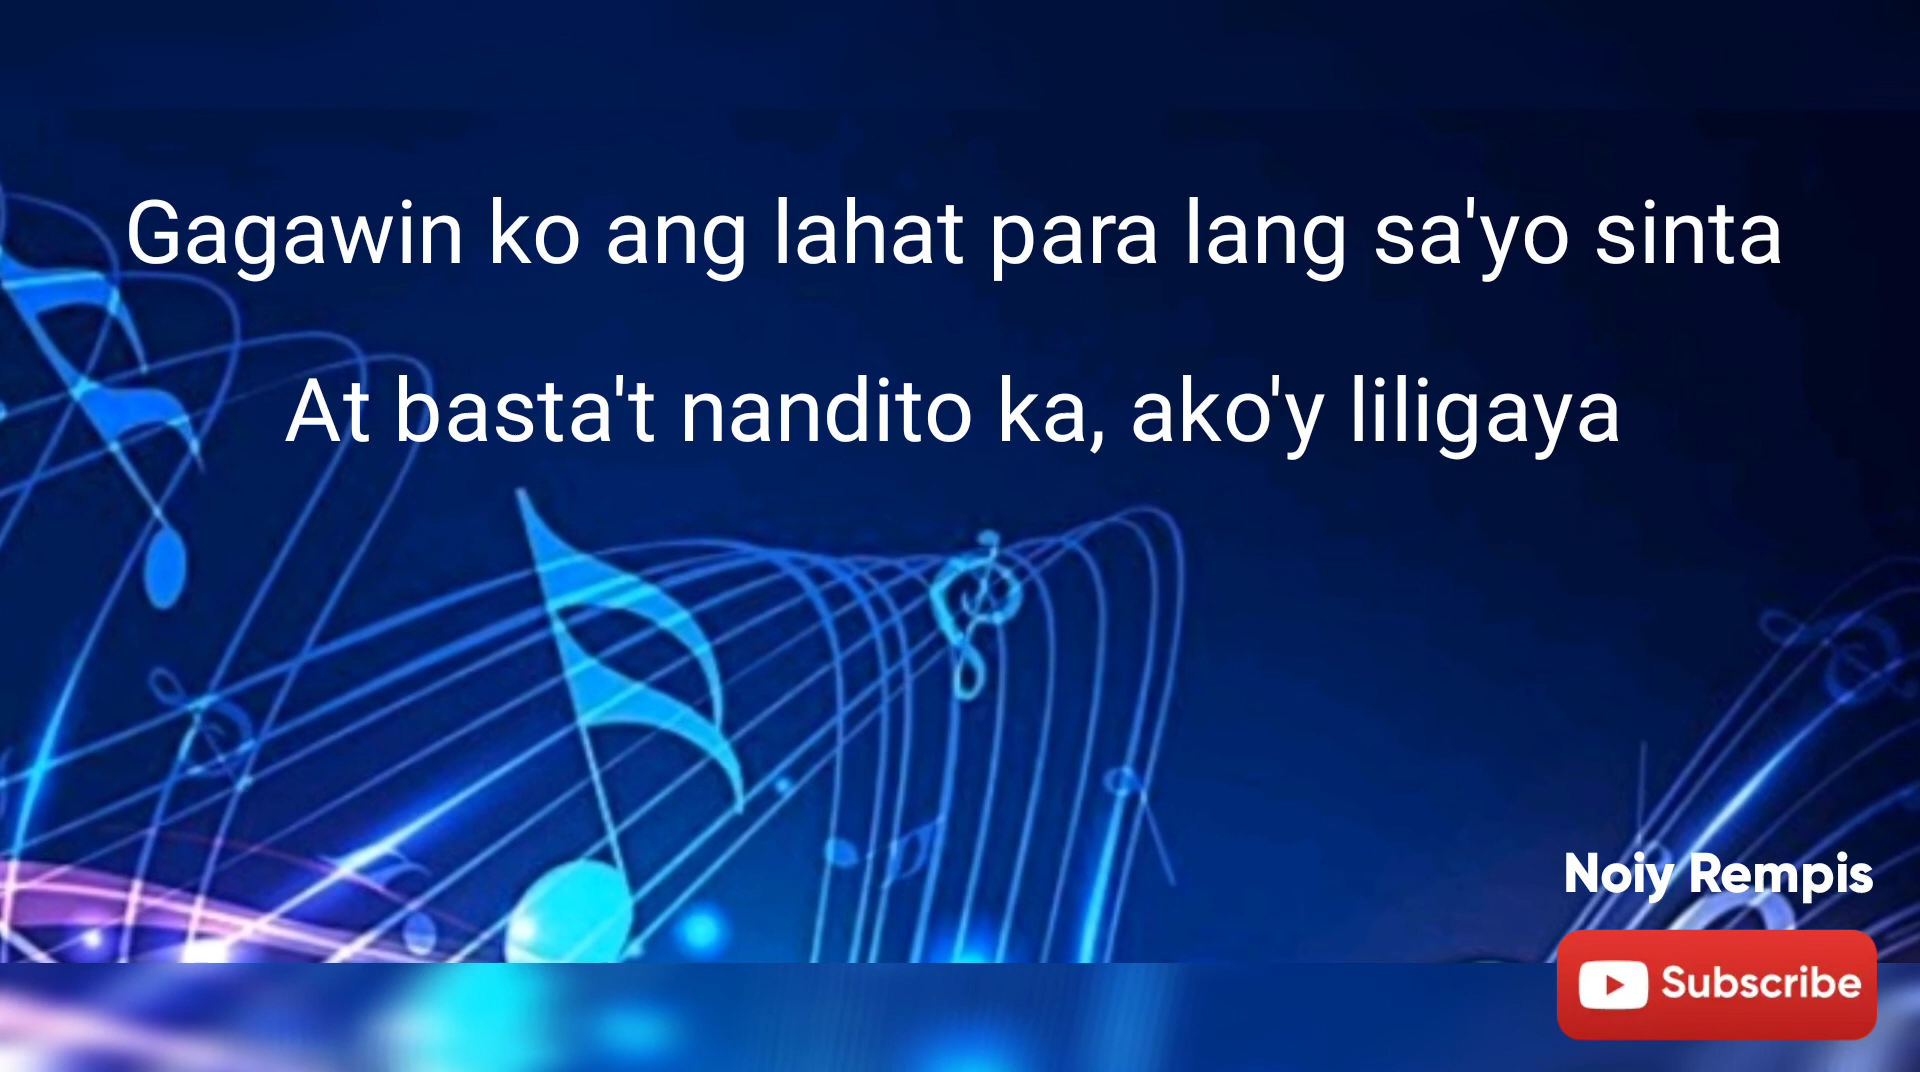 Gagawin ko ang lahat para lang sa'yo sinta
At basta't nandito ka, ako'y liligaya
Noiy Rempis
Subscribe